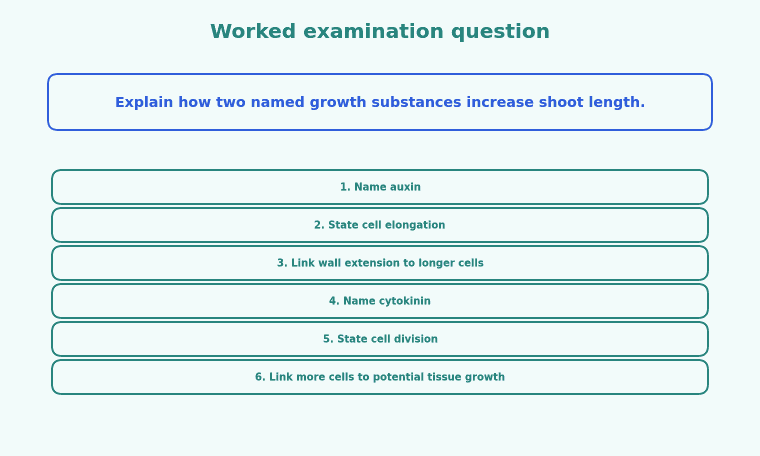 Worked examination question
Explain how two named growth substances increase shoot length.
1. Name auxin
2. State cell elongation
3. Link wall extension to longer cells
4. Name cytokinin
5. State cell division
6. Link more cells to potential tissue growth